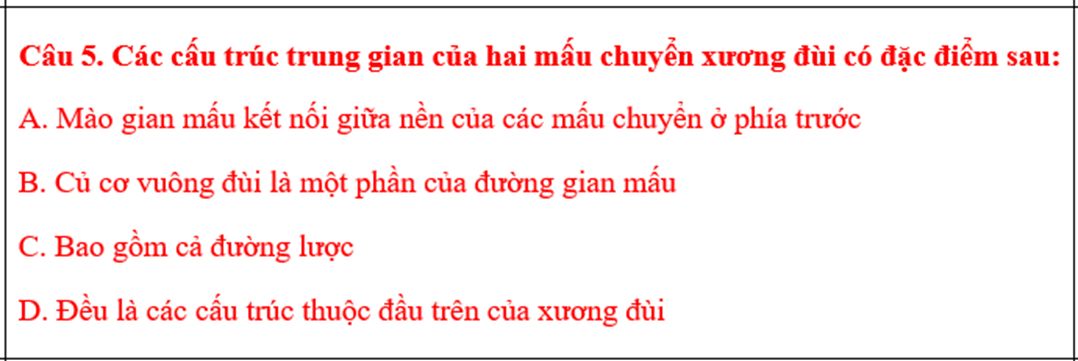 Câu 5. Các cấu trúc trung gian của hai mấu chuyển xương đùi có đặc điểm sau:
A. Mào gian mấu kết nối giữa nền của các mấu chuyển ở phía trước
B. Củ cơ vuông đùi là một phần của đường gian mấu
C. Bao gồm cả đường lược
D. Đều là các cấu trúc thuộc đầu trên của xương đùi